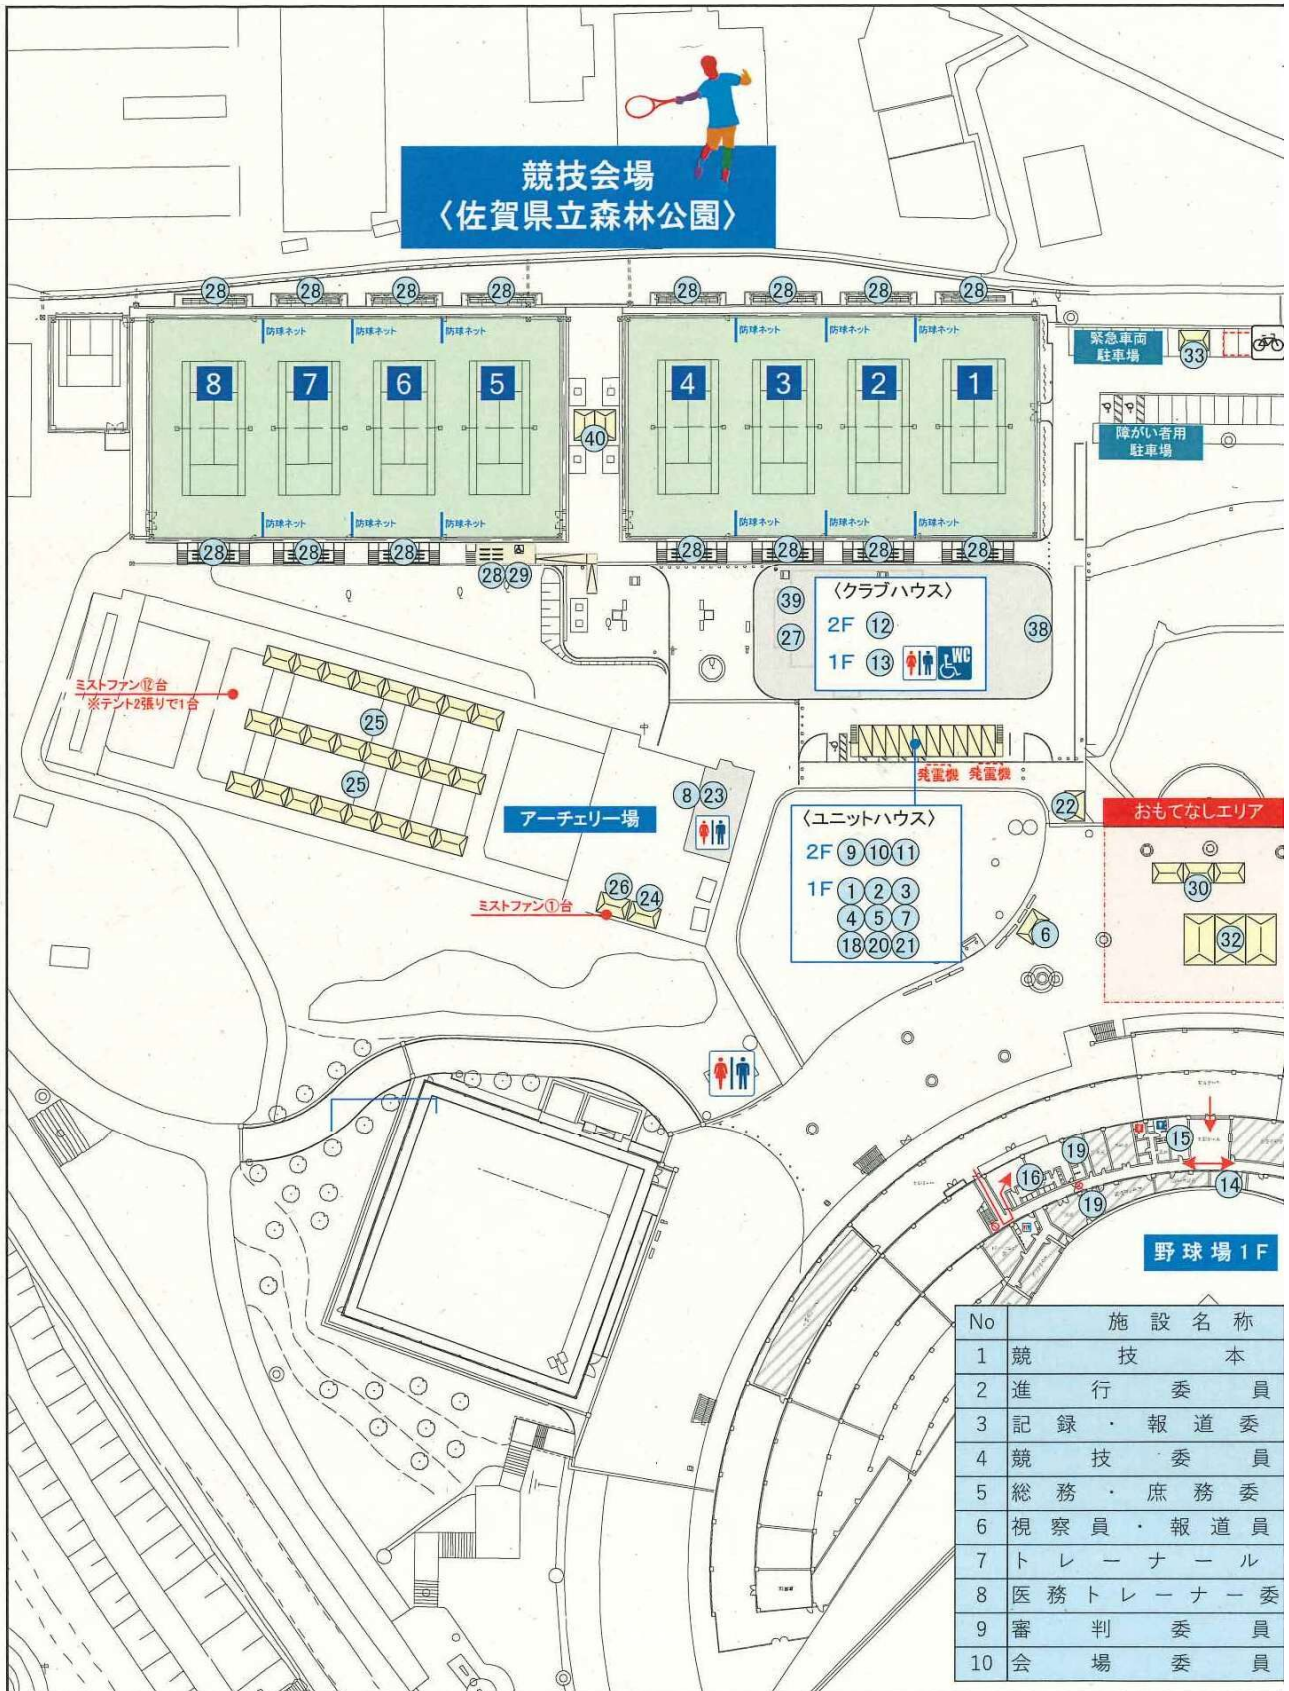 競技会場
〈佐賀県立森林公園〉
28 28 28 28 28 28 28 28
防球ネット 防球ネット 防球ネット 防球ネット 防球ネット 防球ネット
緊急車両
駐車場
33
8 7 6 5 4 3 2 1
40
障がい者用
駐車場
防球ネット 防球ネット 防球ネット 防球ネット 防球ネット 防球ネット
28 28 28 28 28 28 28
28 29
〈クラブハウス〉
2F 12
1F 13 WC
39
27
38
ミストファン⑫台
※テント2張りで1台
25
25
発電機 発電機
8 23
アーチェリー場
22
おもてなしエリア
〈ユニットハウス〉
2F 9 10 11
1F 1 2 3
4 5 7
18 20 21
30
26 24
ミストファン①台
6
32
15
19
16
14
19
野球場1F
No 施設名称
1 競技本
2 進行委員
3 記録・報道委
4 競技委員
5 総務・庶務委
6 視察員・報道員
7 トレーナール
8 医務トレーナー委
9 審判委員
10 会場委員